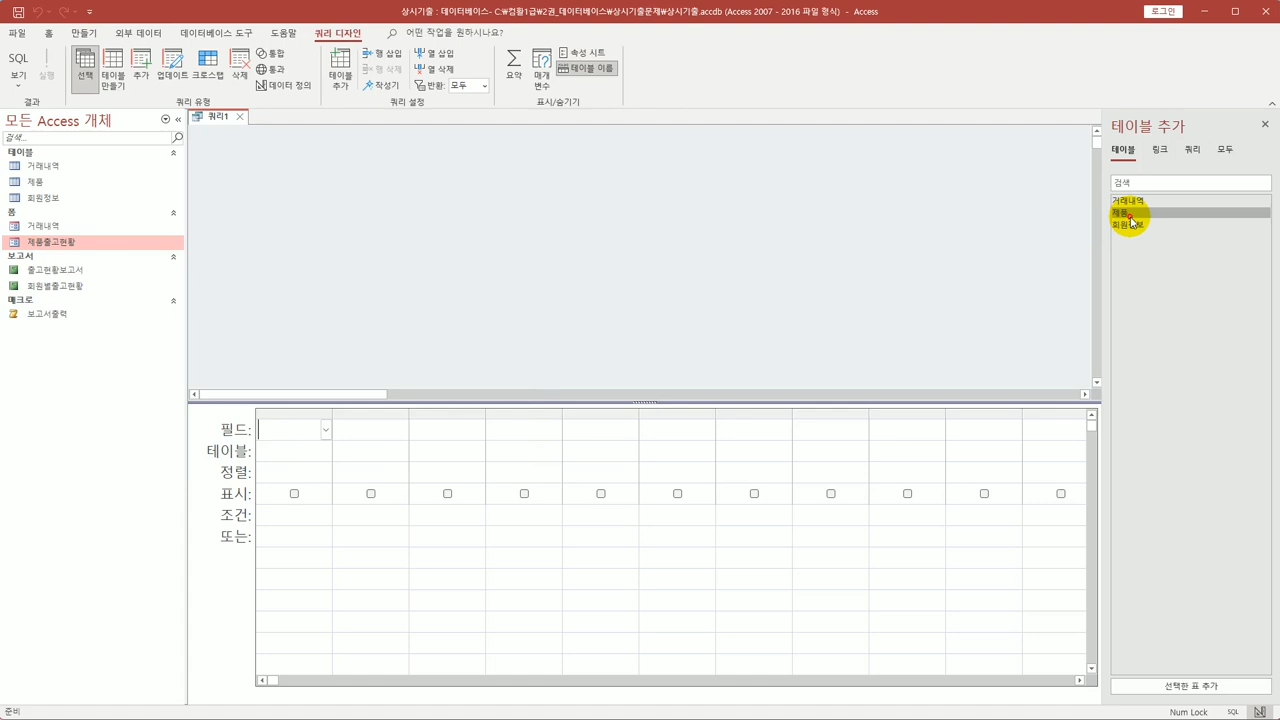 상시기술 : 데이터베이스- C:￦컴활1급￦2권_데이터베이스￦상시기술문제￦상시기술.accdb (Access 2007 - 2016 파일 형식) - Access
로그인
파일 홈 만들기 외부 데이터 데이터베이스 도구 도움말 쿼리 디자인 어떤 작업을 원하시나요?
SQL 보기
실행
선택
테이블 만들기
추가
업데이트
크로스탭
삭제
통합
통과
데이터 정의
테이블 추가
행 삽입
행 삭제
작성기
열 삽입
열 삭제
반환: 모두
요약
매개 변수
속성 시트
테이블 이름
결과
쿼리 유형
쿼리 설정
표시/숨기기
모든 Access 개체
검색...
테이블
거래내역
제품
회원정보
폼
거래내역
제품출고현황
보고서
출고현황보고서
회원별출고현황
매크로
보고서출력
쿼리1
필드:
테이블:
정렬:
표시:
조건:
또는:
테이블 추가
테이블 링크 쿼리 모두
검색
거래내역
제품
회원정보
선택한 표 추가
준비
Num Lock
SQL